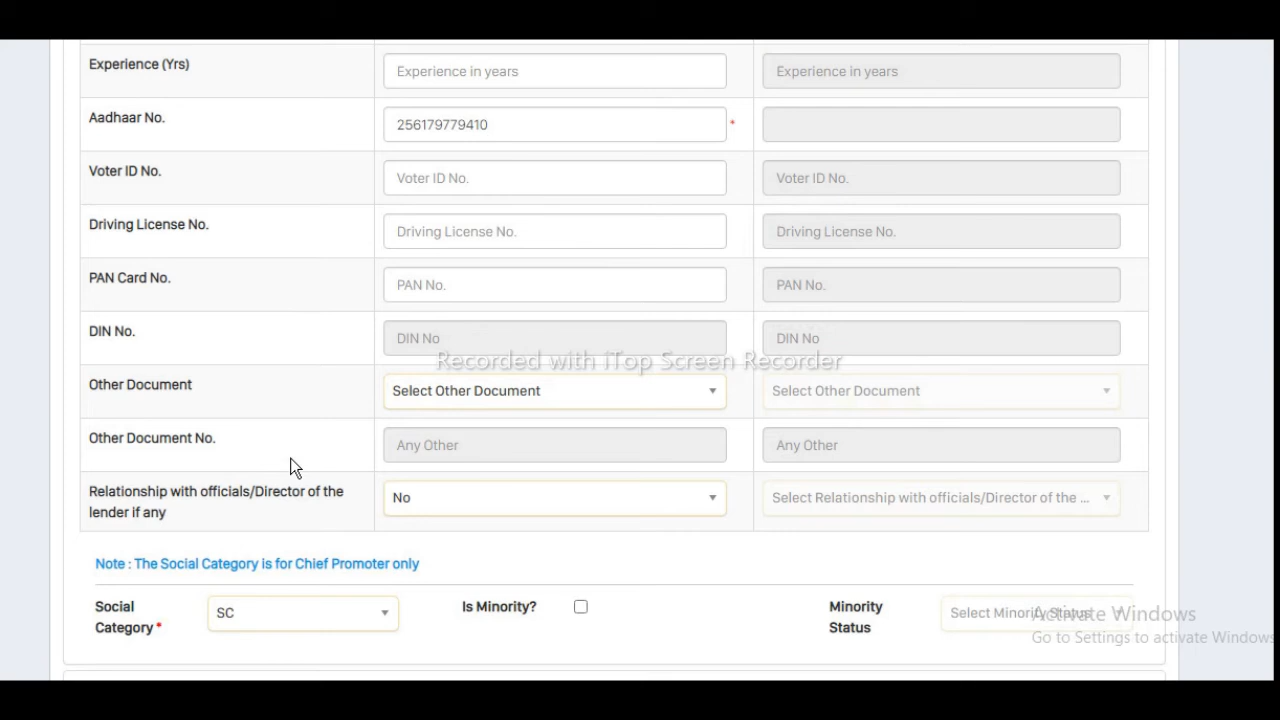 Experience (Yrs) Experience in years Experience in years
Aadhaar No. 256179779410 *
Voter ID No. Voter ID No. Voter ID No.
Driving License No. Driving License No. Driving License No.
PAN Card No. PAN No. PAN No.
DIN No. DIN No DIN No
Recorded with iTop Screen Recorder
Other Document Select Other Document Select Other Document
Other Document No. Any Other Any Other
Relationship with officials/Director of the No Select Relationship with officials/Director of the ...
lender if any
Note : The Social Category is for Chief Promoter only
Social SC Is Minority? Minority Select Minority Status
Category * Status
Activate Windows
Go to Settings to activate Windows